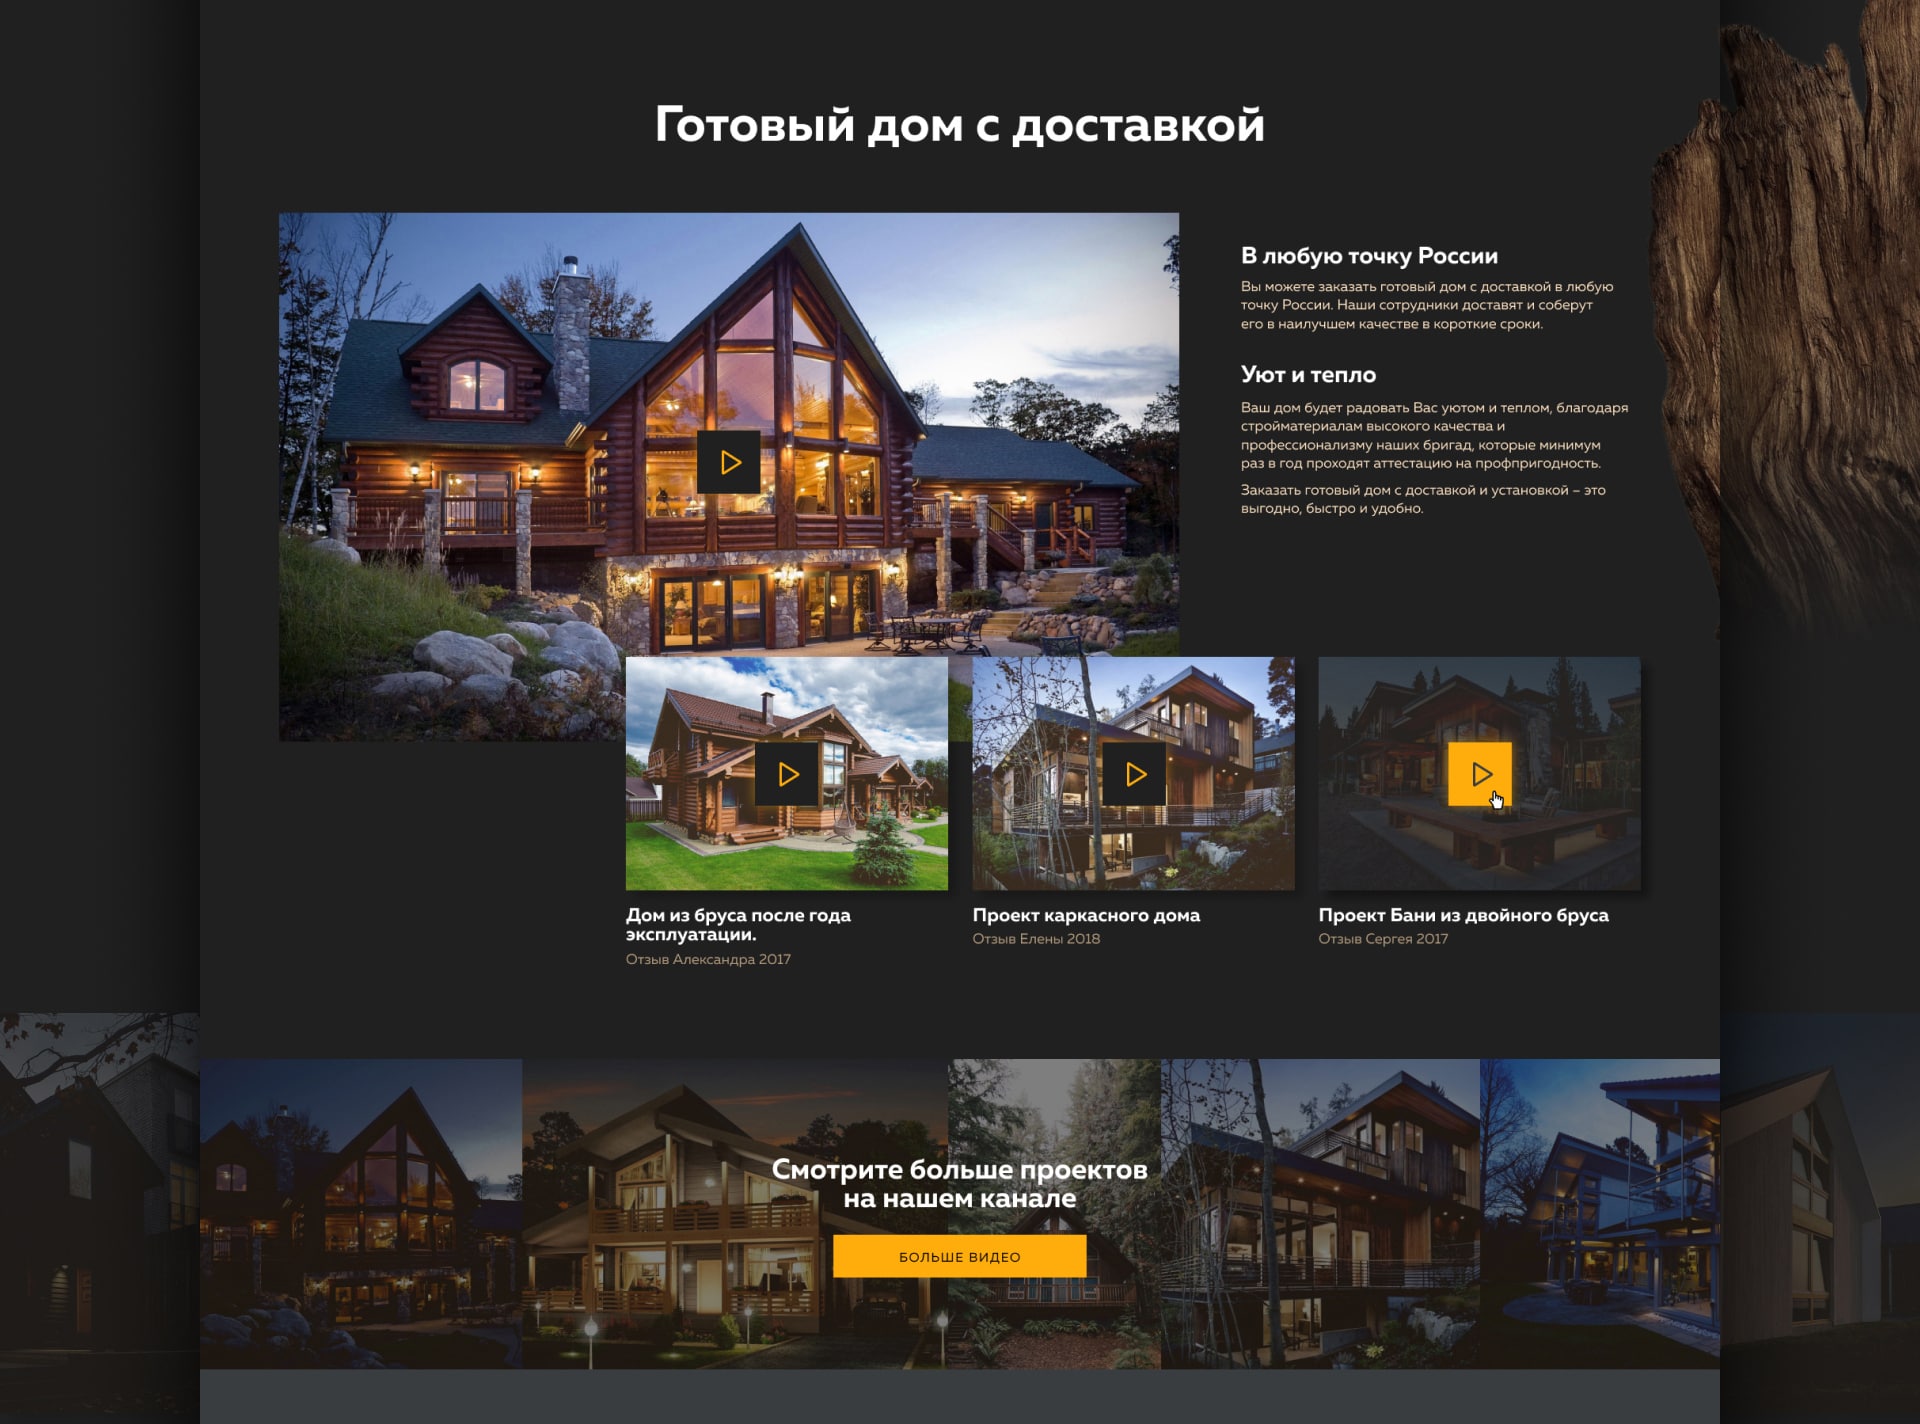 Готовый дом с доставкой
В любую точку России
Вы можете заказать готовый дом с доставкой в любую
точку России. Наши сотрудники доставят и соберут
его в наилучшем качестве в короткие сроки.
Уют и тепло
Ваш дом будет радовать Вас уютом и теплом, благодаря
стройматериалам высокого качества и
профессионализму наших бригад, которые минимум
раз в год проходят аттестацию на профпригодность.
Заказать готовый дом с доставкой и установкой – это
выгодно, быстро и удобно.
Дом из бруса после года
эксплуатации.
Отзыв Александра 2017
Проект каркасного дома
Отзыв Елены 2018
Проект Бани из двойного бруса
Отзыв Сергея 2017
Смотрите больше проектов
на нашем канале
БОЛЬШЕ ВИДЕО